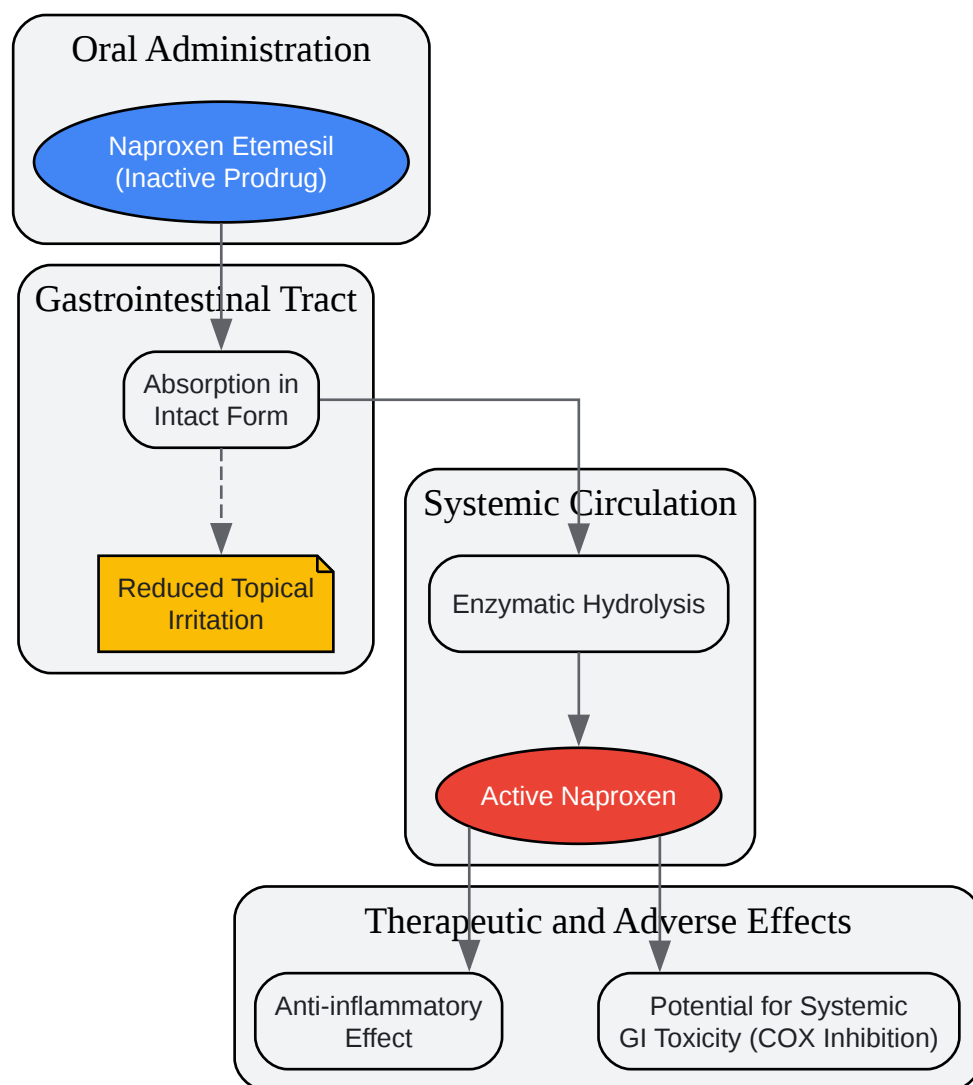 Oral Administration
Naproxen Etemesil
(Inactive Prodrug)
Gastrointestinal Tract
Absorption in
Intact Form
Reduced Topical
Irritation
Systemic Circulation
Enzymatic Hydrolysis
Active Naproxen
Therapeutic and Adverse Effects
Anti-inflammatory
Effect
Potential for Systemic
GI Toxicity (COX Inhibition)